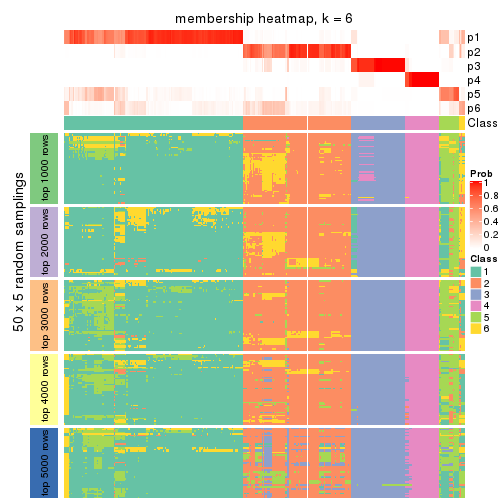 membership heatmap, k = 6
p1
p2
p3
p4
p5
p6
Class
50 x 5 random samplings
top 1000 rows
top 2000 rows
top 3000 rows
top 4000 rows
top 5000 rows
Prob
1
0.8
0.6
0.4
0.2
0
Class
1
2
3
4
5
6